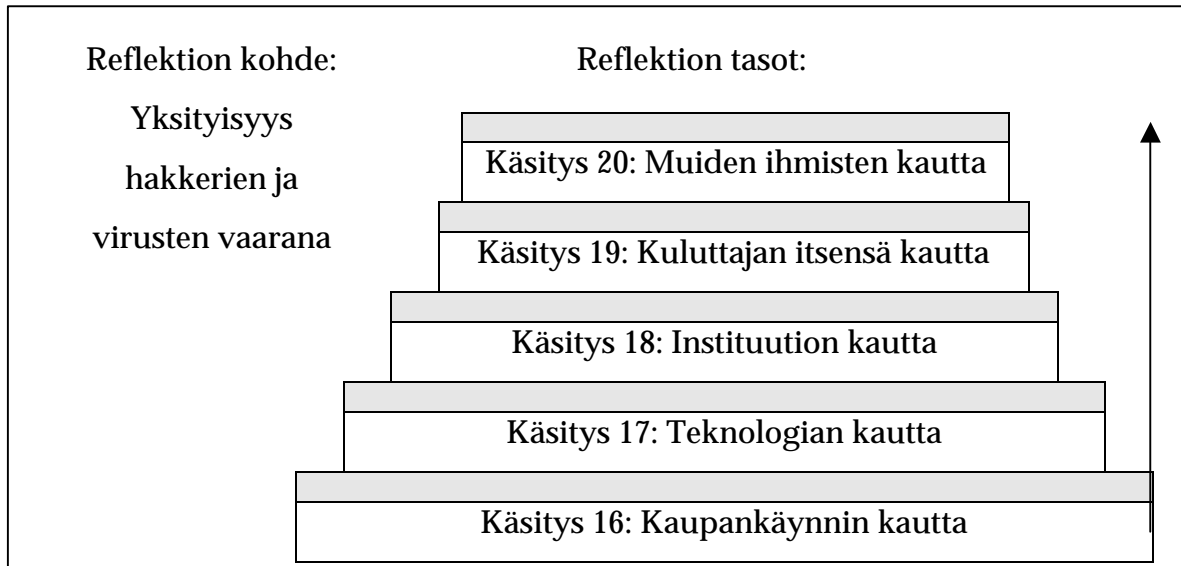 Reflektion kohde:
Yksityisyys
hakkerien ja
virusten vaarana
Reflektion tasot:
Käsitys 20: Muiden ihmisten kautta
Käsitys 19: Kuluttajan itsensä kautta
Käsitys 18: Instituution kautta
Käsitys 17: Teknologian kautta
Käsitys 16: Kaupankäynnin kautta